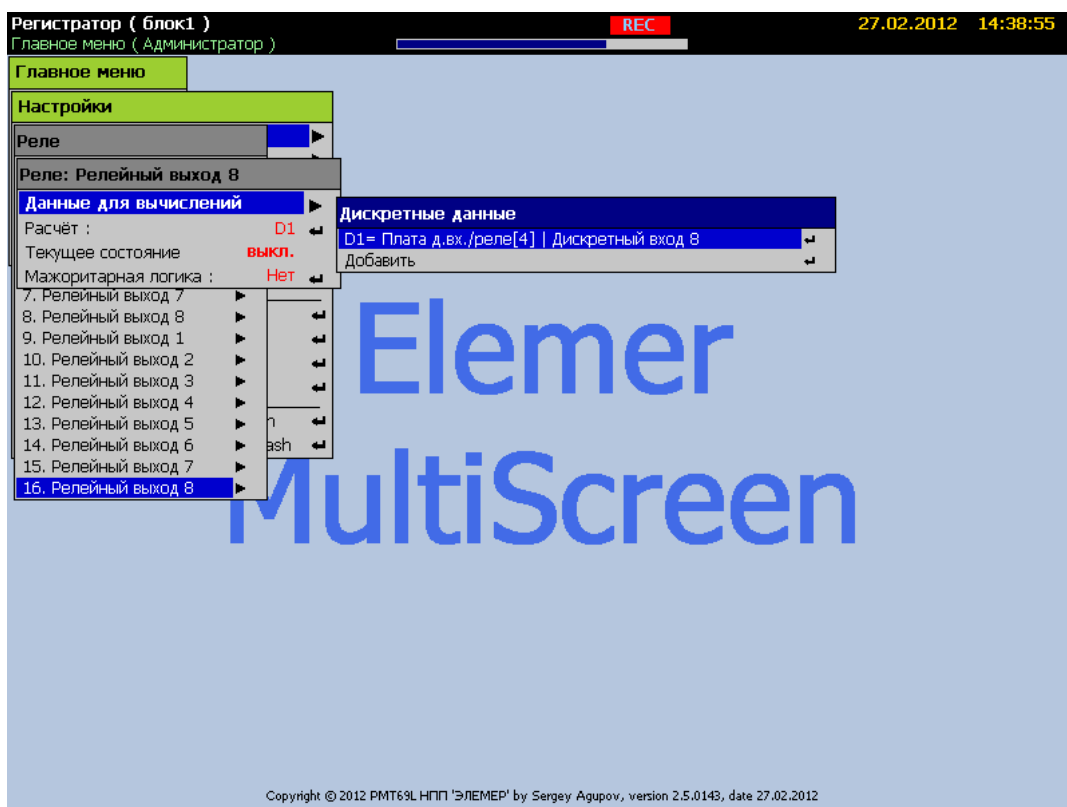 Регистратор ( блок1 )
REC
27.02.2012 14:38:55
Главное меню ( Администратор )
Главное меню
Настройки
Реле
Реле: Релейный выход 8
Данные для вычислений
Расчёт : D1
Текущее состояние выкл.
Мажоритарная логика : Нет
Дискретные данные
D1= Плата д.вх./реле[4] | Дискретный вход 8
Добавить
7. Релейный выход 7
8. Релейный выход 8
9. Релейный выход 1
10. Релейный выход 2
11. Релейный выход 3
12. Релейный выход 4
13. Релейный выход 5
14. Релейный выход 6
ash
15. Релейный выход 7
16. Релейный выход 8
Elemer
MultiScreen
Copyright © 2012 РМТ69L НПП 'ЭЛЕМЕР' by Sergey Agupov, version 2.5.0143, date 27.02.2012